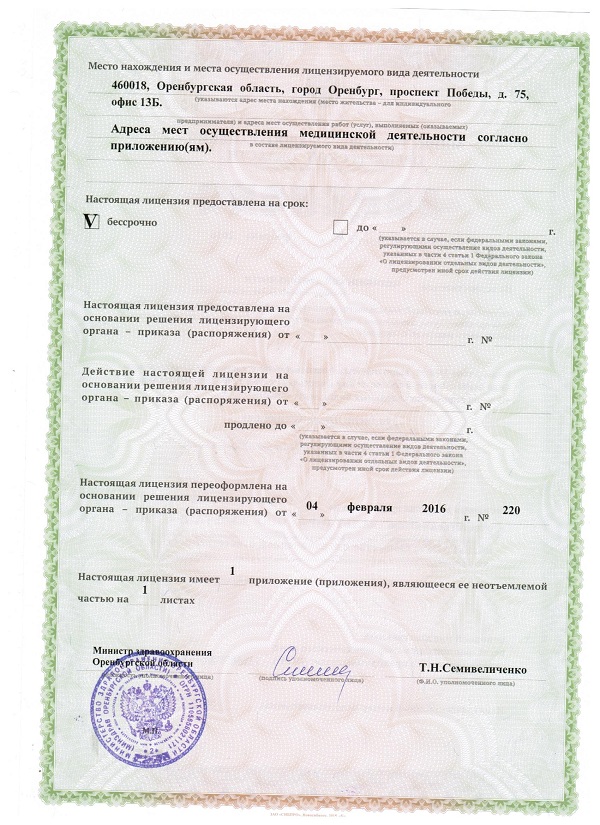 Место нахождения и места осуществления лицензируемого вида деятельности
460018, Оренбургская область, город Оренбург, проспект Победы, д. 75,
офис 13Б.
(указываются адрес места нахождения (место жительства – для индивидуального
предпринимателя) и адреса мест осуществления работ (услуг), выполняемых (оказываемых)
Адреса мест осуществления медицинской деятельности согласно
приложению(ям).
в составе лицензируемого вида деятельности)
Настоящая лицензия предоставлена на срок:
V бессрочно
до « » г.
(указывается в случае, если федеральными законами,
регулирующими осуществление видов деятельности,
указанных в части 4 статьи 1 Федерального закона
«О лицензировании отдельных видов деятельности»,
предусмотрен иной срок действия лицензии)
Настоящая лицензия предоставлена на
основании решения лицензирующего
органа – приказа (распоряжения) от « » г. №
Действие настоящей лицензии на
основании решения лицензирующего
органа – приказа (распоряжения) от « » г. №
продлено до « » г.
(указывается в случае, если федеральными законами,
регулирующими осуществление видов деятельности,
указанных в части 4 статьи 1 Федерального закона
«О лицензировании отдельных видов деятельности»,
предусмотрен иной срок действия лицензии)
Настоящая лицензия переоформлена на
основании решения лицензирующего
органа – приказа (распоряжения) от « 04 » февраля 2016 г. № 220
Настоящая лицензия имеет 1 приложение (приложения), являющееся ее неотъемлемой
частью на 1 листах
Министр здравоохранения
Оренбургской области
Т.Н.Семивеличенко
(подпись уполномоченного лица)
(Ф.И.О. уполномоченного лица)
М.П.
МИНИСТЕРСТВО ЗДРАВООХРАНЕНИЯ ОРЕНБУРГСКОЙ ОБЛАСТИ
(МИНЗДРАВ ОРЕНБУРГСКОЙ ОБЛАСТИ)
* 2 *